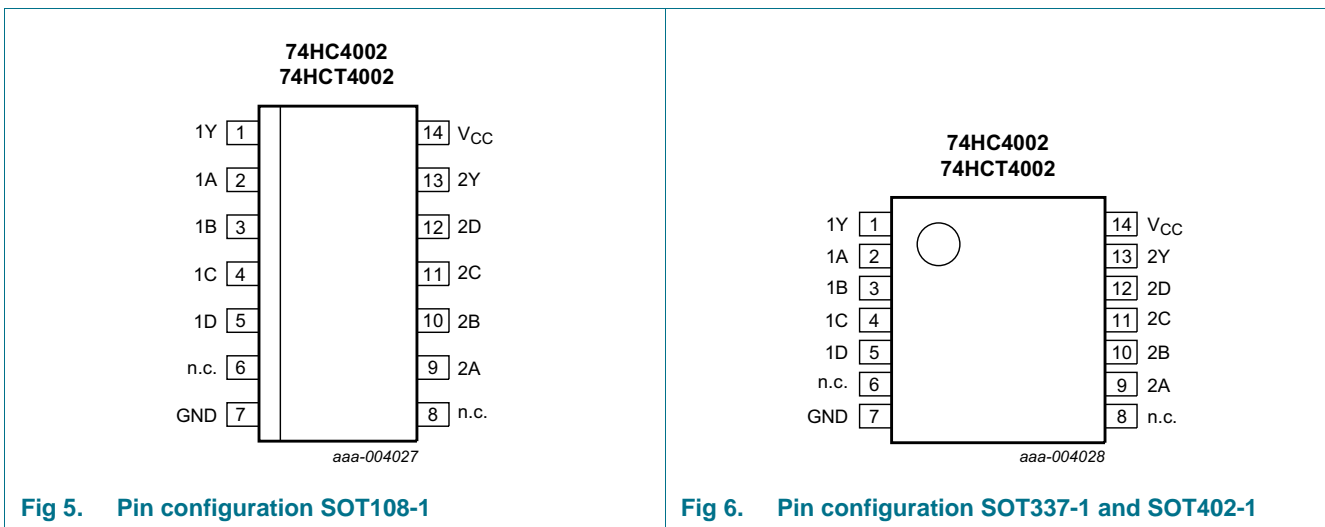 74HC4002
74HCT4002
1Y 1 14 VCC
1A 2 13 2Y
1B 3 12 2D
1C 4 11 2C
1D 5 10 2B
n.c. 6 9 2A
GND 7 8 n.c.
aaa-004027
Fig 5. Pin configuration SOT108-1
74HC4002
74HCT4002
1Y 1 14 VCC
1A 2 13 2Y
1B 3 12 2D
1C 4 11 2C
1D 5 10 2B
n.c. 6 9 2A
GND 7 8 n.c.
aaa-004028
Fig 6. Pin configuration SOT337-1 and SOT402-1